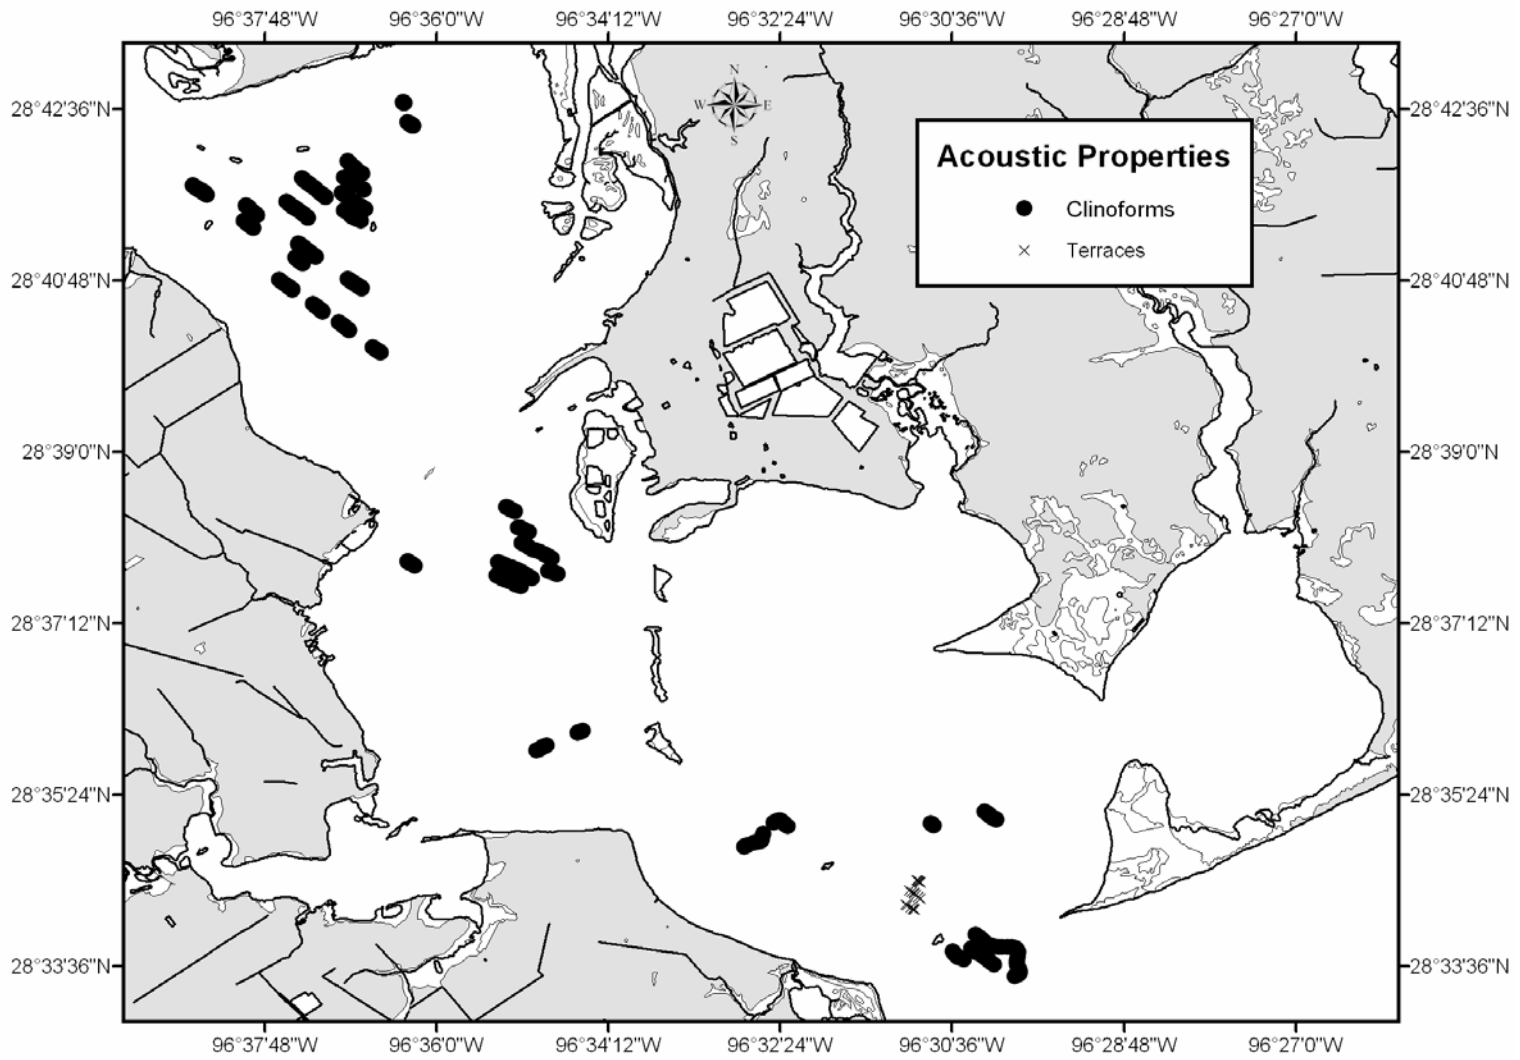 96°37'48"W 96°36'0"W 96°34'12"W 96°32'24"W 96°30'36"W 96°28'48"W 96°27'0"W
N
W E
S
28°42'36"N 28°42'36"N
Acoustic Properties
Clinoforms
Terraces
28°40'48"N 28°40'48"N
28°39'0"N 28°39'0"N
28°37'12"N 28°37'12"N
28°35'24"N 28°35'24"N
28°33'36"N 28°33'36"N
96°37'48"W 96°36'0"W 96°34'12"W 96°32'24"W 96°30'36"W 96°28'48"W 96°27'0"W